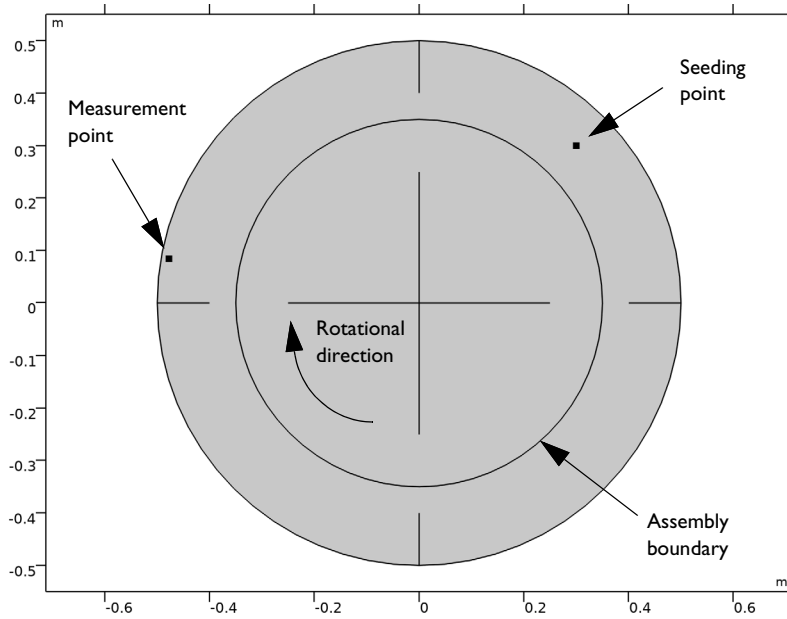 m
0.5
0.4
0.3
0.2
0.1
0
-0.1
-0.2
-0.3
-0.4
-0.5
Seeding
point
Measurement
point
Rotational
direction
Assembly
boundary
-0.6
-0.4
-0.2
0
0.2
0.4
0.6
m